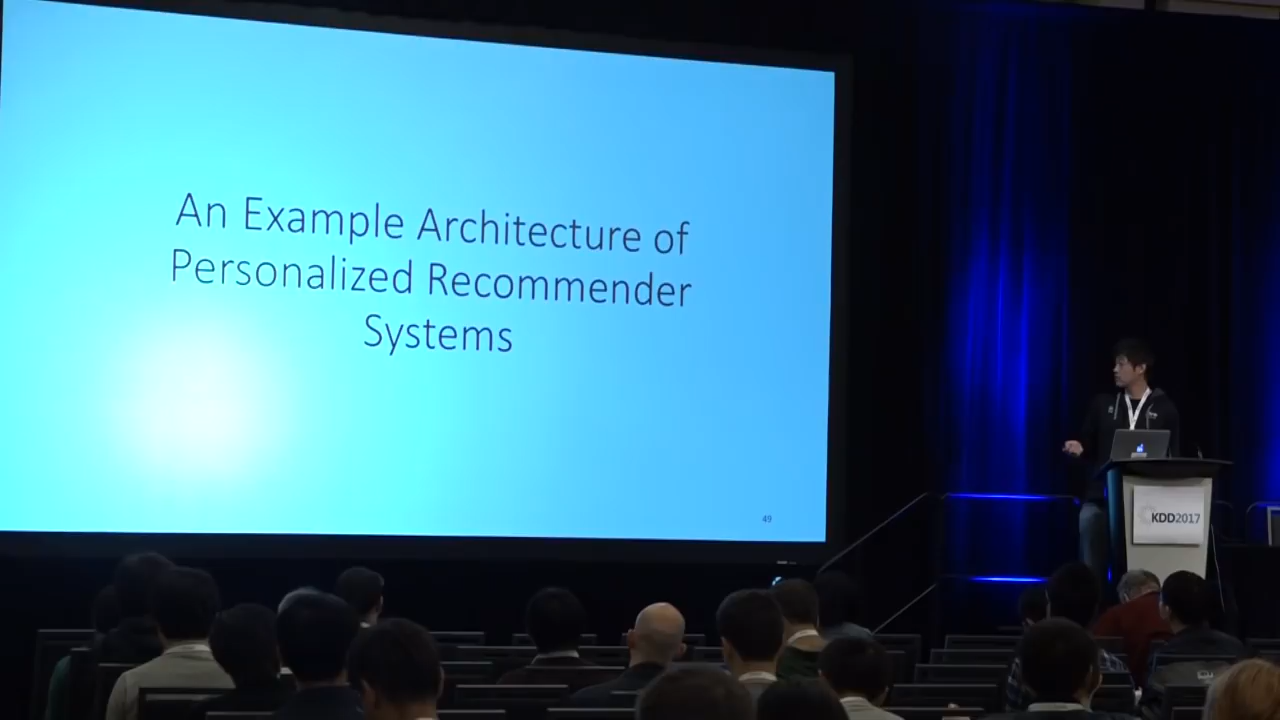 An Example Architecture of
Personalized Recommender
Systems
49
KDD2017